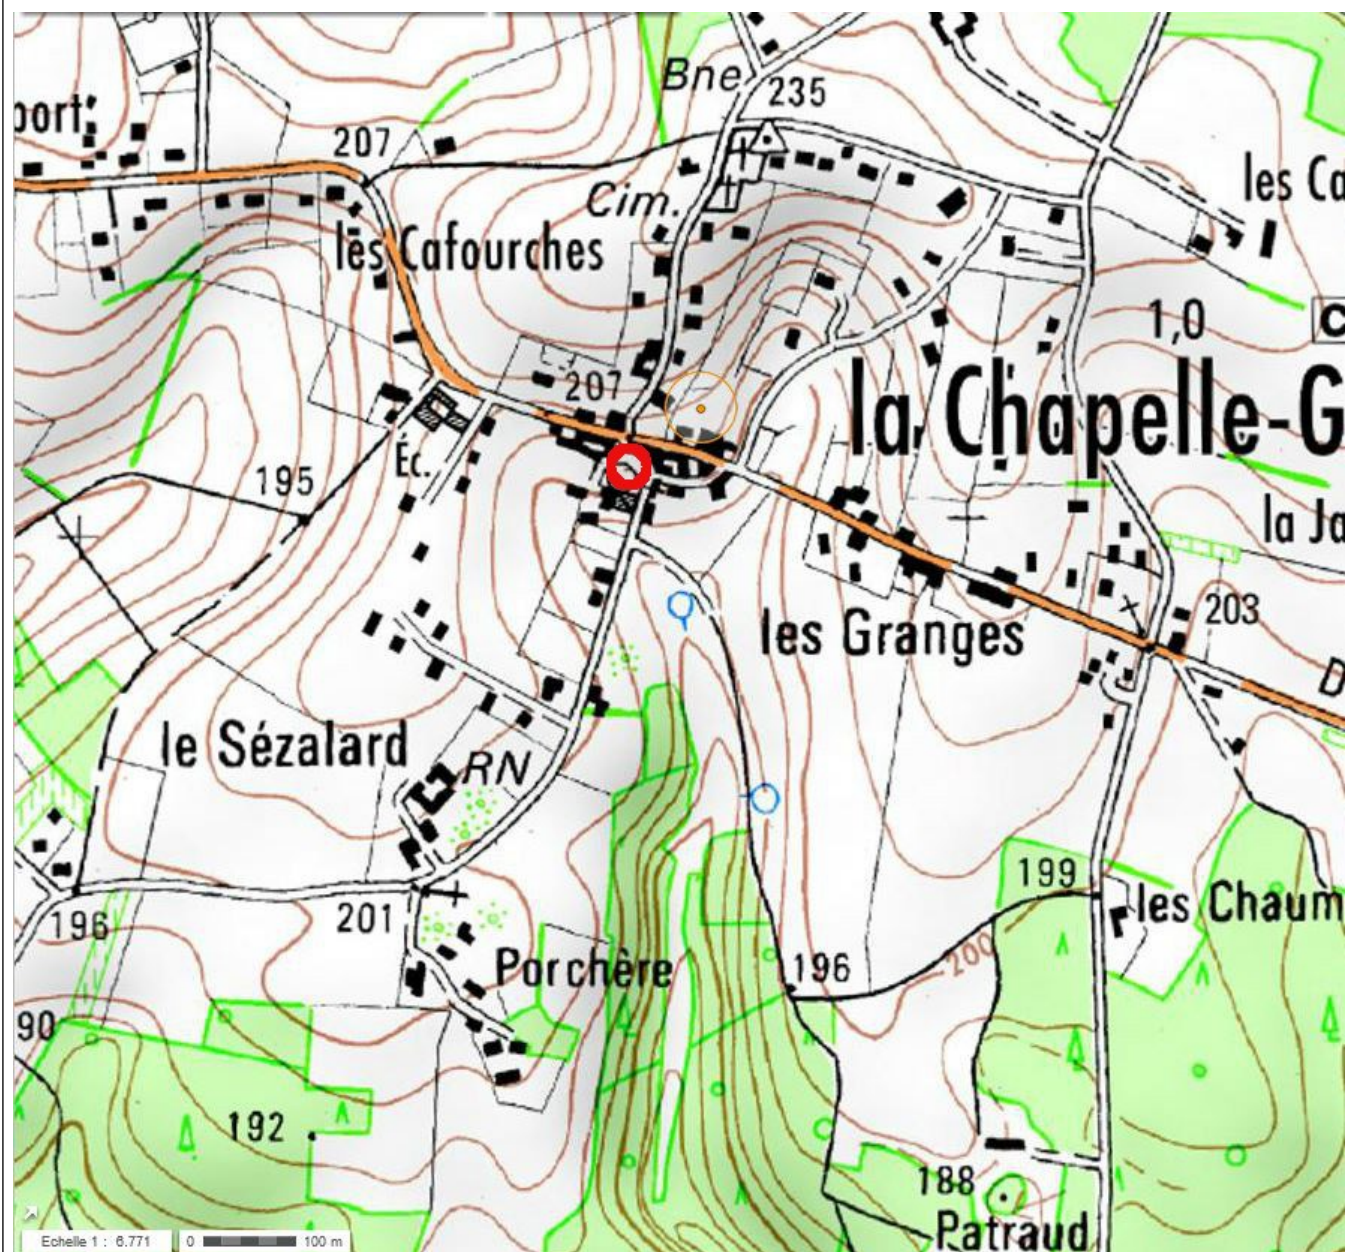 Bne
235
port
207
les Ca
Cim.
les Cafourches
1,0
C
207
la Chapelle-G
Éc.
195
la Ja
203
les Granges
D
le Sézalard
RN
199
les Chaum
201
196
Porchère
196
200
90
192
188
Patraud
Echelle 1 : 6.771
0
100 m